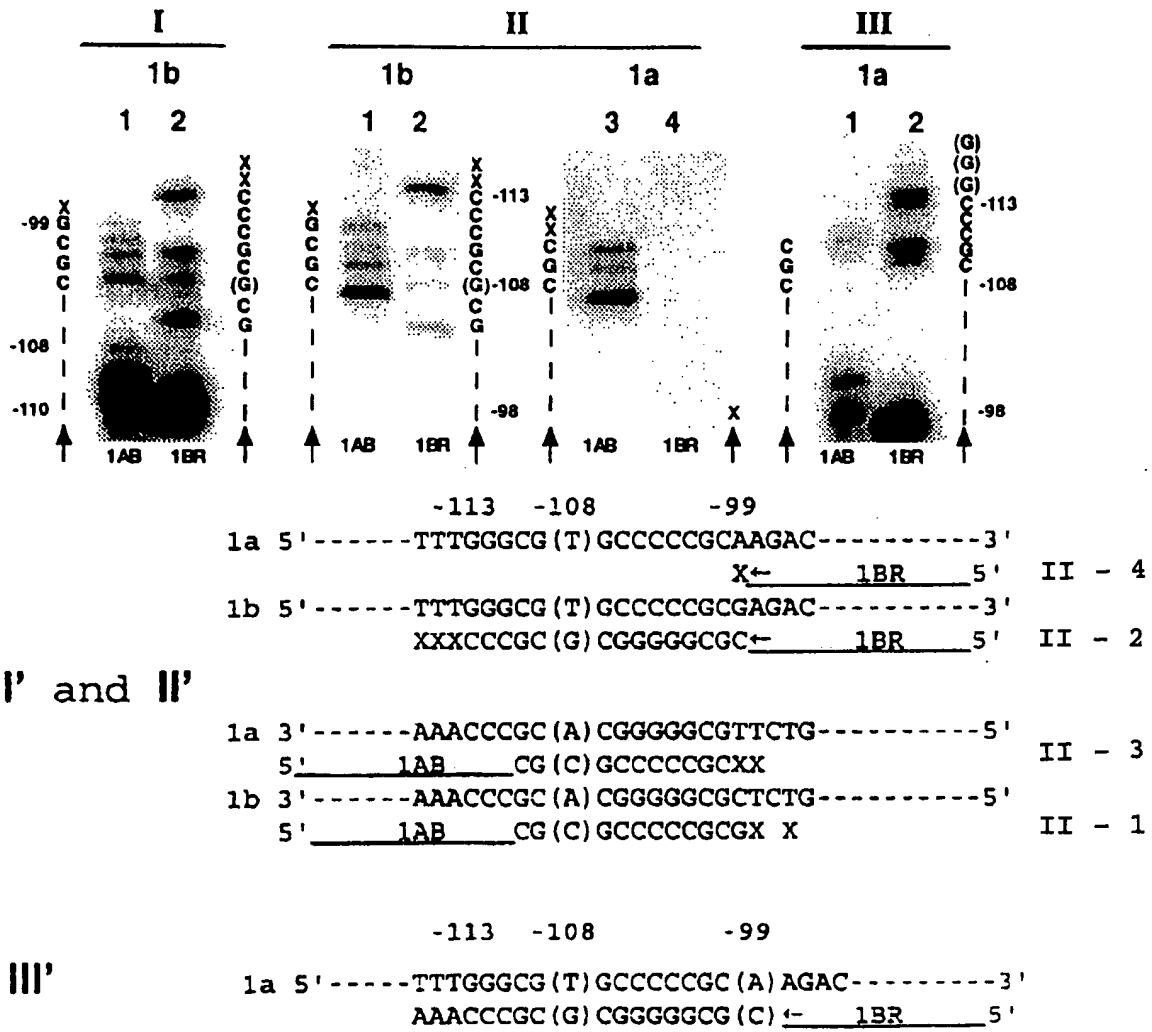 I II III
1b 1b 1a 1a
1 2 1 2 3 4 1 2
X
G
C
G
C
-99
-108
-110
X
X
C
C
C
G
C
(G)
C
G
X
G
C
G
C
X
X
C
C
C
G
C
(G)
C
G
-113
-108
-98
X
X
C
G
C
X
C
G
C
(G)
(G)
(G)
C
-113
-108
-98
1AB 1BR 1AB 1BR 1AB 1BR 1AB 1BR
-113 -108 -99
1a 5'------TTTGGGCG(T)GCCCCCGCAAGAC----------3'
X← 1BR 5' II - 4
1b 5'------TTTGGGCG(T)GCCCCCGCGAGAC----------3'
XXXCCCGC(G)CGGGGGCGC← 1BR 5' II - 2
I' and II'
1a 3'------AAACCCGC(A)CGGGGGCGTTCTG----------5'
5' 1AB CG(C)GCCCCCGCXX II - 3
1b 3'------AAACCCGC(A)CGGGGGCGCTCTG----------5'
5' 1AB CG(C)GCCCCCGCGX X II - 1
-113 -108 -99
III'
1a 5'-----TTTGGGCG(T)GCCCCCGC(A)AGAC---------3'
AAACCCGC(G)CGGGGGCG(C)← 1BR 5'